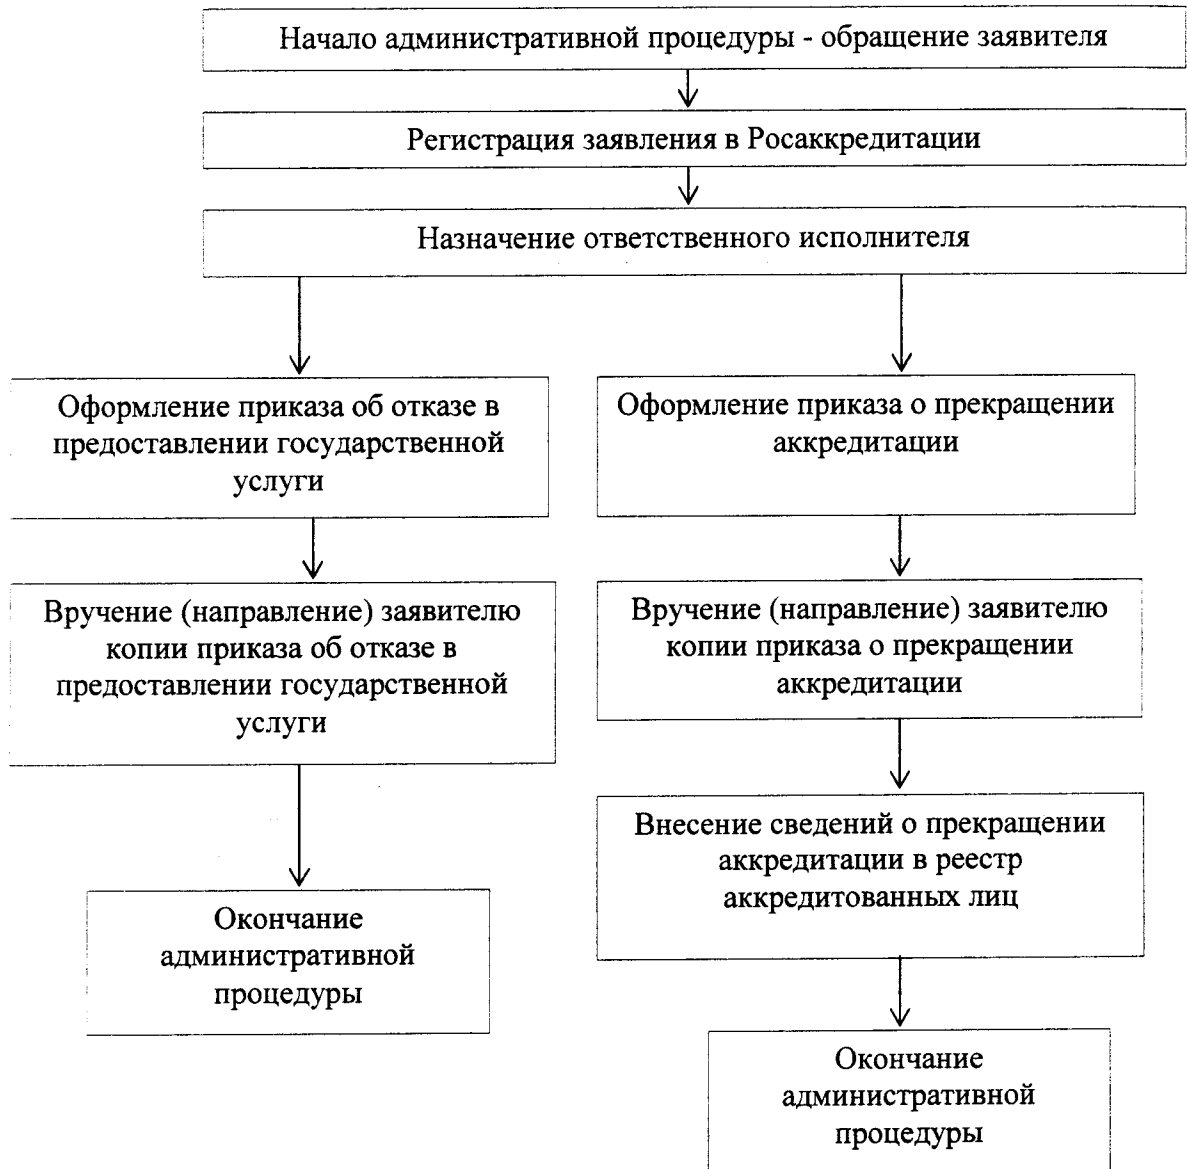 Начало административной процедуры - обращение заявителя
Регистрация заявления в Росаккредитации
Назначение ответственного исполнителя
Оформление приказа об отказе в
предоставлении государственной
услуги
Вручение (направление) заявителю
копии приказа об отказе в
предоставлении государственной
услуги
Окончание
административной
процедуры
Оформление приказа о прекращении
аккредитации
Вручение (направление) заявителю
копии приказа о прекращении
аккредитации
Внесение сведений о прекращении
аккредитации в реестр
аккредитованных лиц
Окончание
административной
процедуры